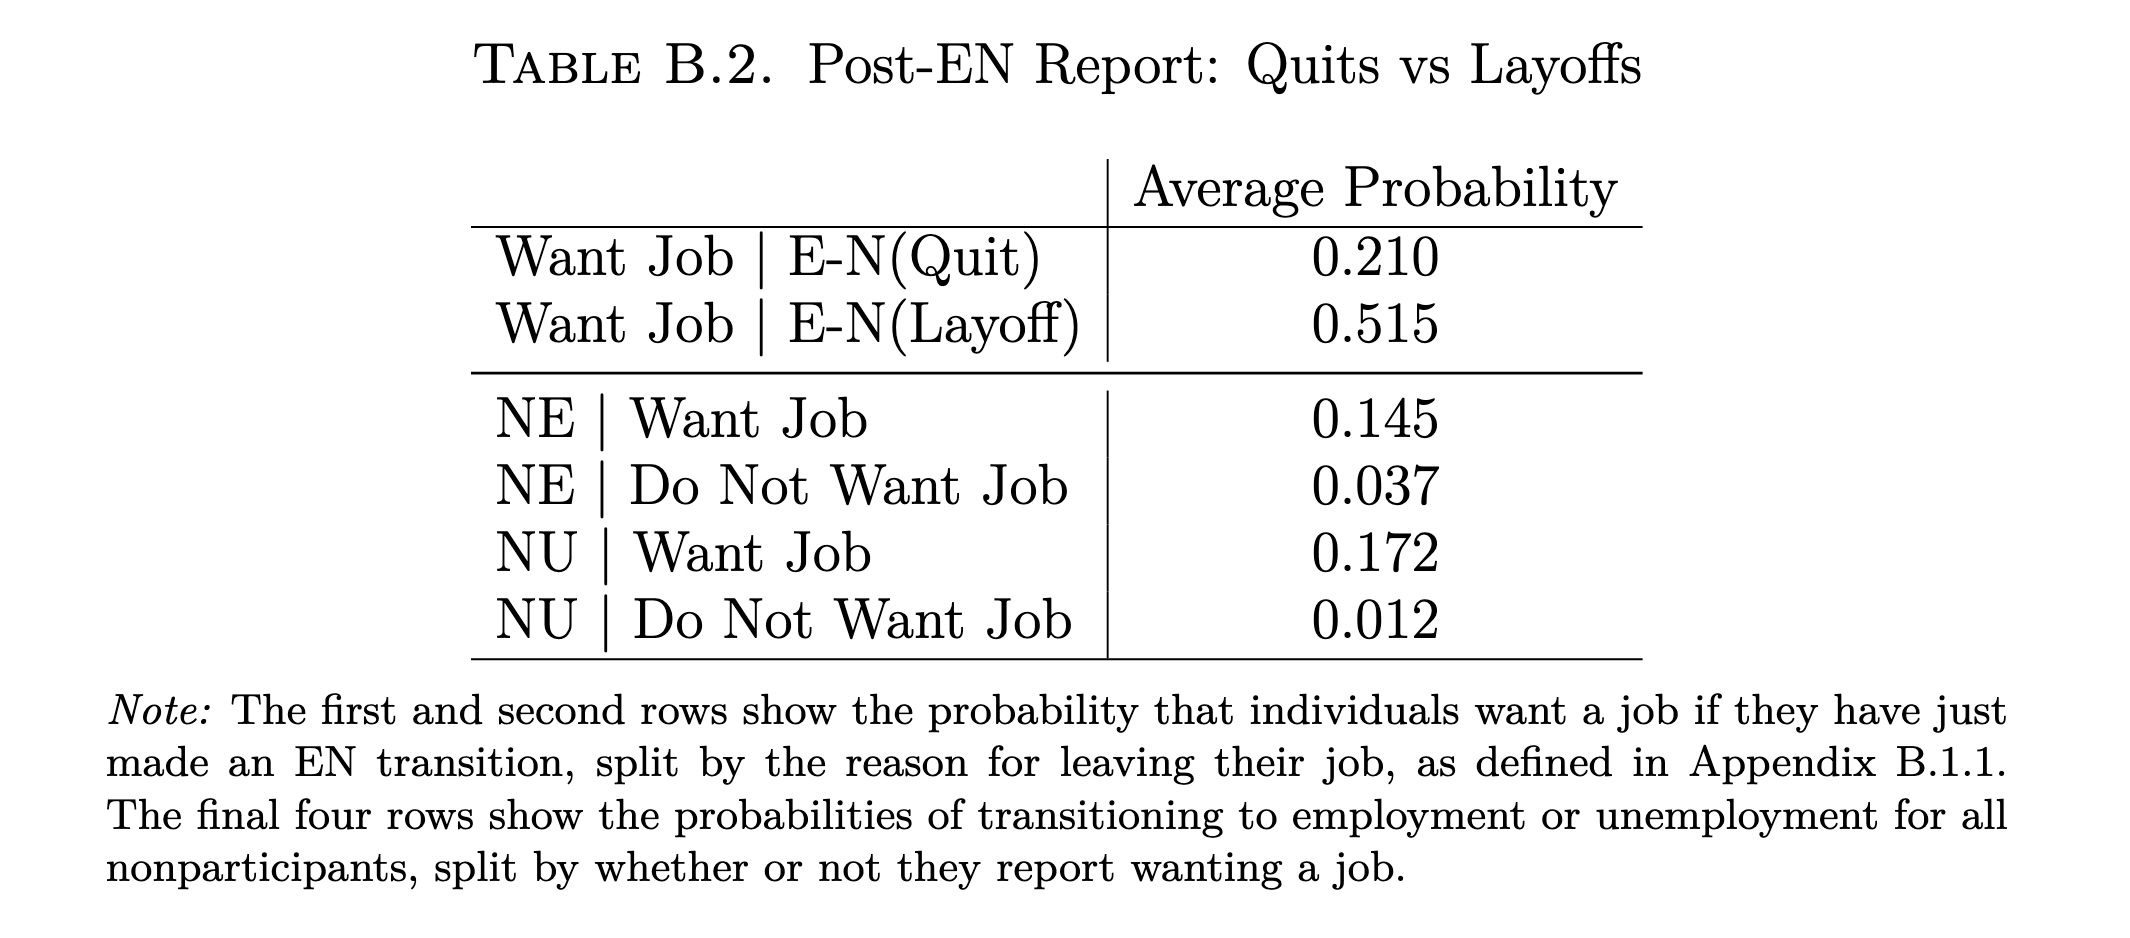 TABLE B.2. Post-EN Report: Quits vs Layoffs
Average Probability
Want Job | E-N(Quit) 0.210
Want Job | E-N(Layoff) 0.515
NE | Want Job 0.145
NE | Do Not Want Job 0.037
NU | Want Job 0.172
NU | Do Not Want Job 0.012
Note: The first and second rows show the probability that individuals want a job if they have just
made an EN transition, split by the reason for leaving their job, as defined in Appendix B.1.1.
The final four rows show the probabilities of transitioning to employment or unemployment for all
nonparticipants, split by whether or not they report wanting a job.